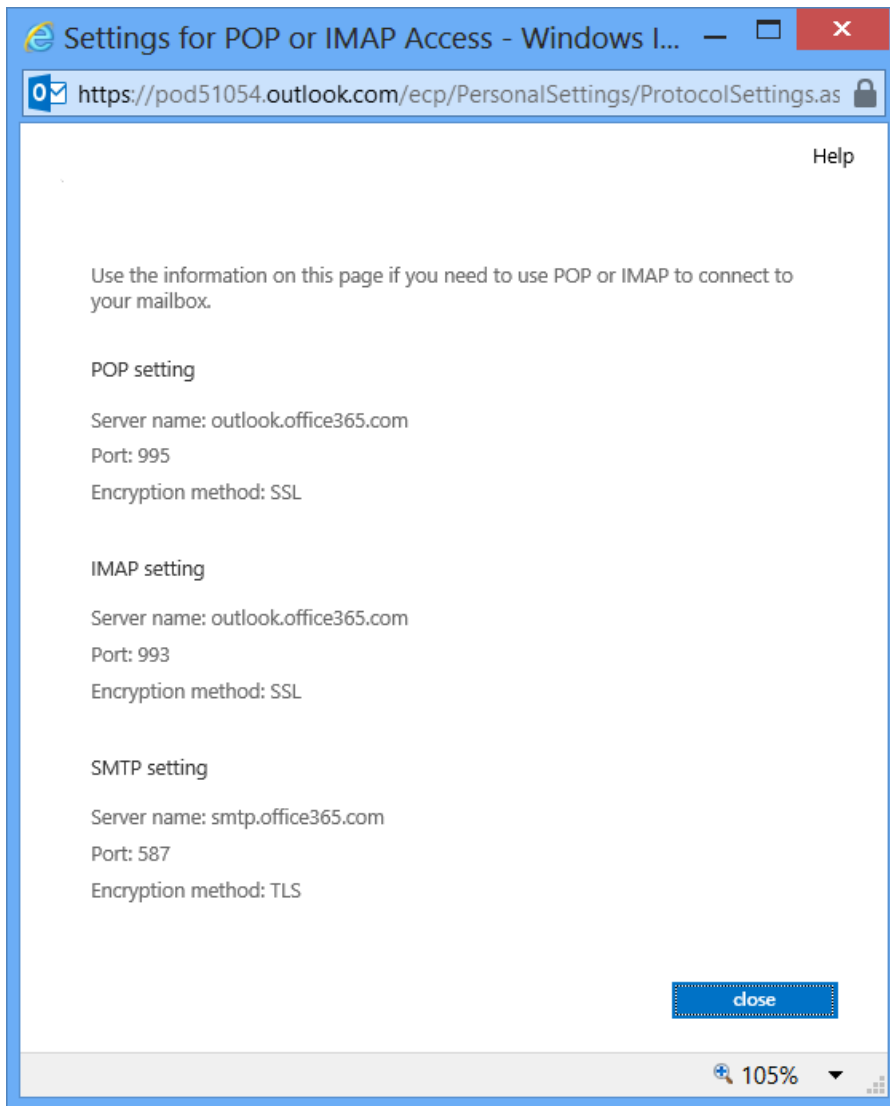 Settings for POP or IMAP Access - Windows I...
https://pod51054.outlook.com/ecp/PersonalSettings/ProtocolSettings.as
Help
Use the information on this page if you need to use POP or IMAP to connect to
your mailbox.
POP setting
Server name: outlook.office365.com
Port: 995
Encryption method: SSL
IMAP setting
Server name: outlook.office365.com
Port: 993
Encryption method: SSL
SMTP setting
Server name: smtp.office365.com
Port: 587
Encryption method: TLS
close
105%